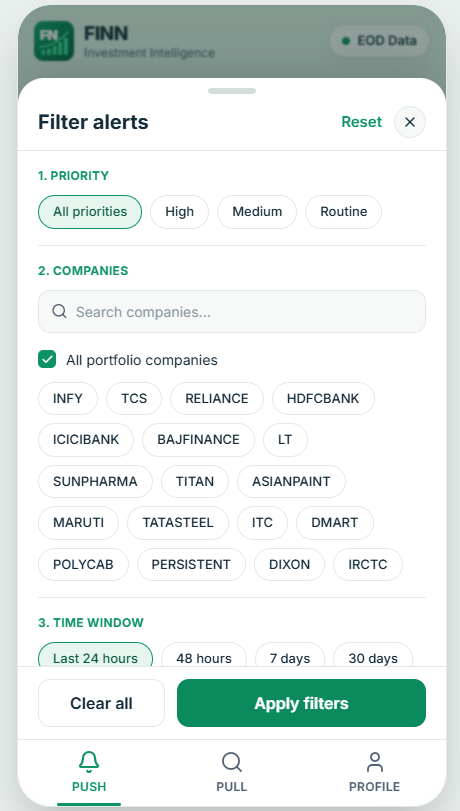 FN FINN EOD Data
Investment Intelligence
Filter alerts Reset
1. PRIORITY
All priorities High Medium Routine
2. COMPANIES
Search companies...
All portfolio companies
INFY TCS RELIANCE HDFCBANK
ICICIBANK BAJFINANCE LT
SUNPHARMA TITAN ASIANPAINT
MARUTI TATASTEEL ITC DMART
POLYCAB PERSISTENT DIXON IRCTC
3. TIME WINDOW
Last 24 hours 48 hours 7 days 30 days
Clear all Apply filters
PUSH PULL PROFILE